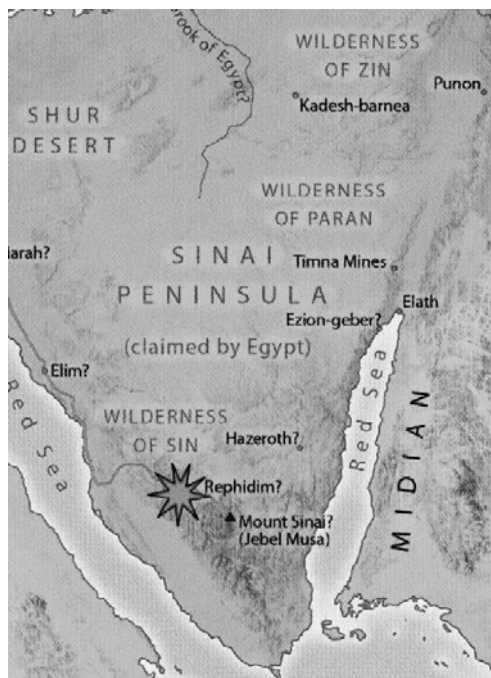 Brook of Egypt?
WILDERNESS
OF ZIN
Punon
Kadesh-barnea
SHUR
DESERT
WILDERNESS
OF PARAN
arah?
SINAI
Timna Mines
PENINSULA
Elath
Ezion-geber?
(claimed by Egypt)
Elim?
Red Sea
Red Sea
MIDIAN
WILDERNESS
OF SIN
Hazeroth?
Rephidim?
Mount Sinai?
(Jebel Musa)